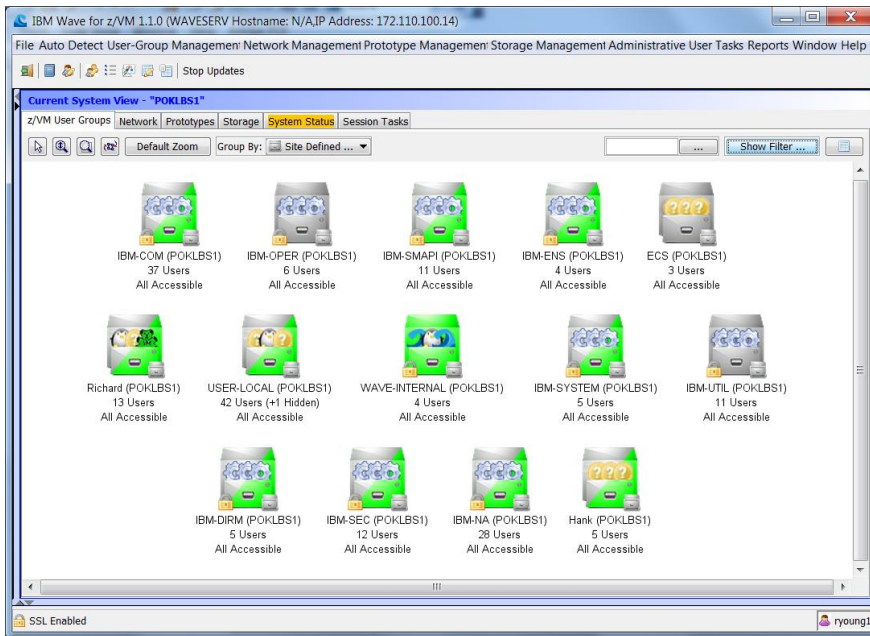 IBM Wave for z/VM 1.1.0 (WAVESERV Hostname: N/A,IP Address: 172.110.100.14)
File Auto Detect User-Group Management Network Management Prototype Management Storage Management Administrative User Tasks Reports Window Help
Stop Updates
Current System View - "POKLBS1"
z/VM User Groups Network Prototypes Storage System Status Session Tasks
Default Zoom Group By: Site Defined ... ... Show Filter ...
IBM-COM (POKLBS1) IBM-OPER (POKLBS1) IBM-SMAPI (POKLBS1) IBM-ENS (POKLBS1) ECS (POKLBS1)
37 Users 6 Users 11 Users 4 Users 3 Users
All Accessible All Accessible All Accessible All Accessible All Accessible
Richard (POKLBS1) USER-LOCAL (POKLBS1) WAVE-INTERNAL (POKLBS1) IBM-SYSTEM (POKLBS1) IBM-UTIL (POKLBS1)
13 Users 42 Users (+1 Hidden) 4 Users 5 Users 11 Users
All Accessible All Accessible All Accessible All Accessible All Accessible
IBM-DIRM (POKLBS1) IBM-SEC (POKLBS1) IBM-NA (POKLBS1) Hank (POKLBS1)
5 Users 12 Users 28 Users 5 Users
All Accessible All Accessible All Accessible All Accessible
SSL Enabled ryoung1